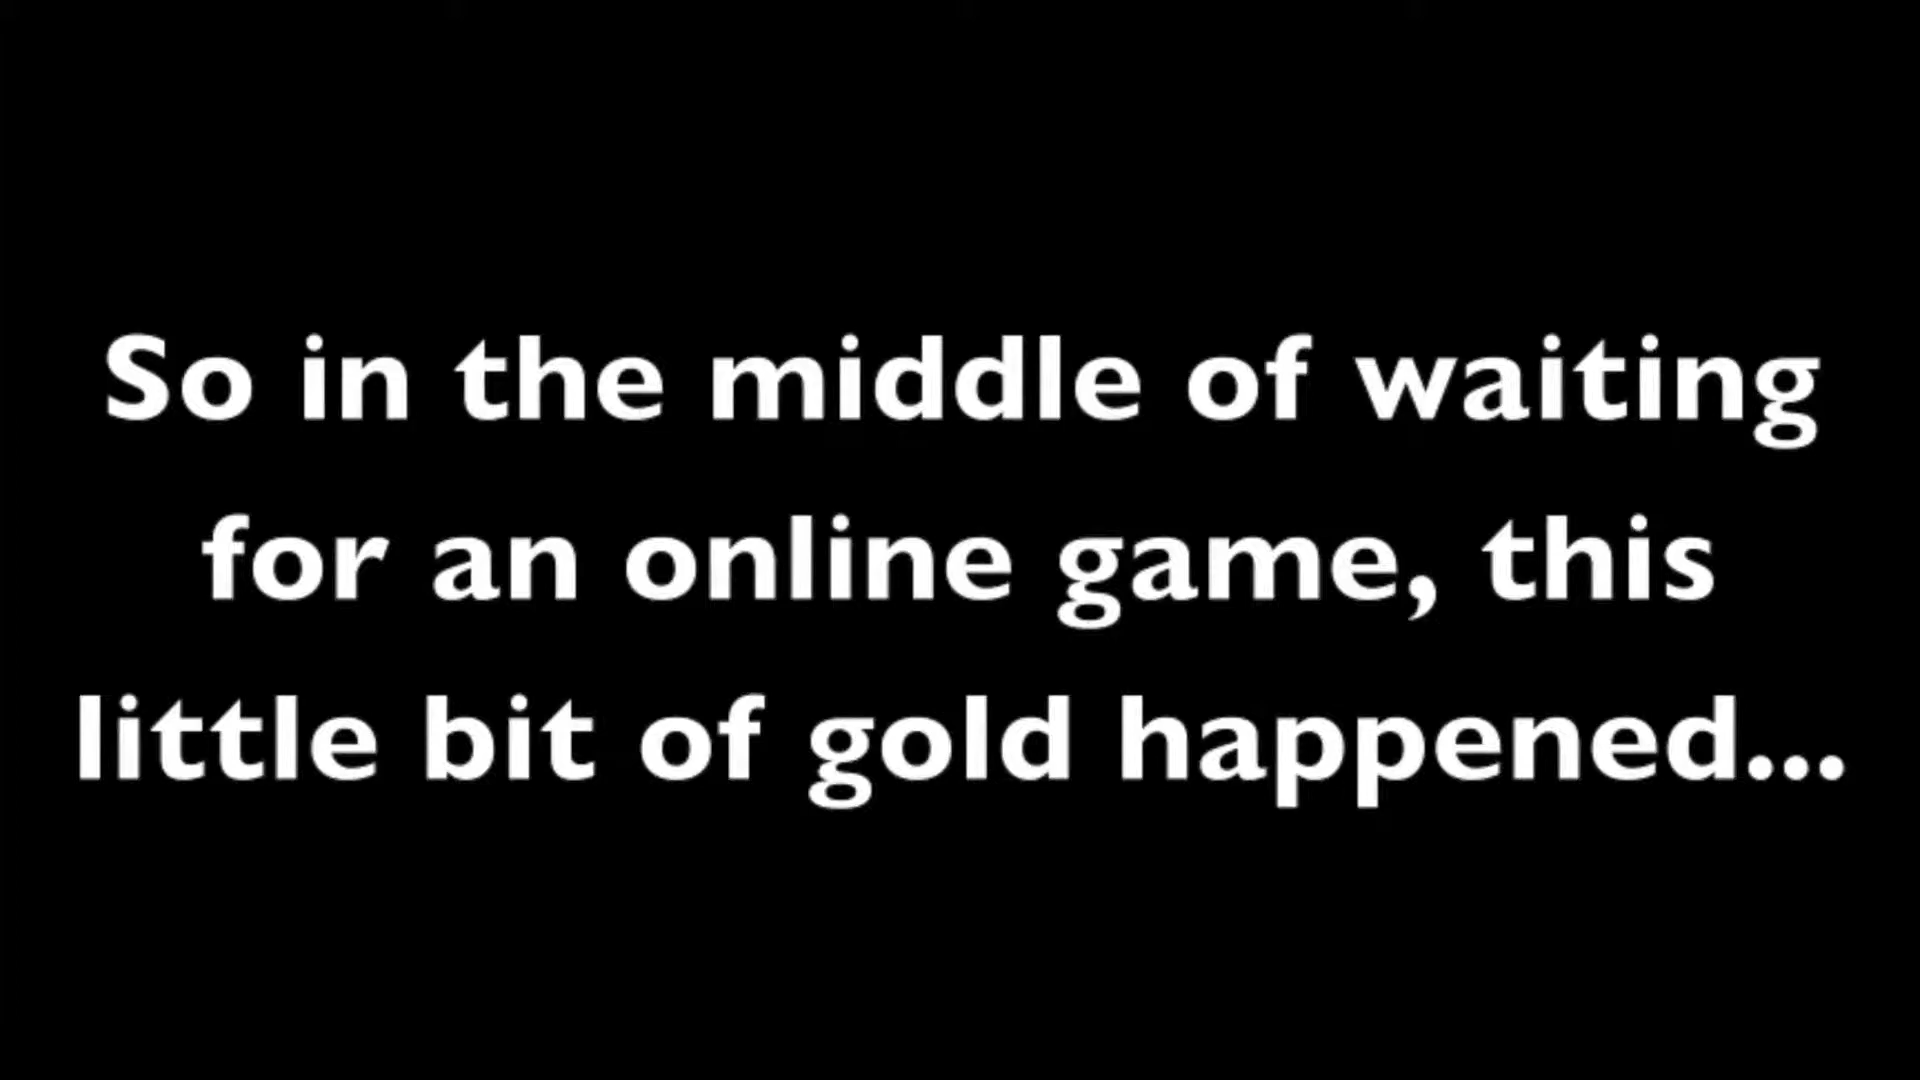 So in the middle of waiting
for an online game, this
little bit of gold happened...